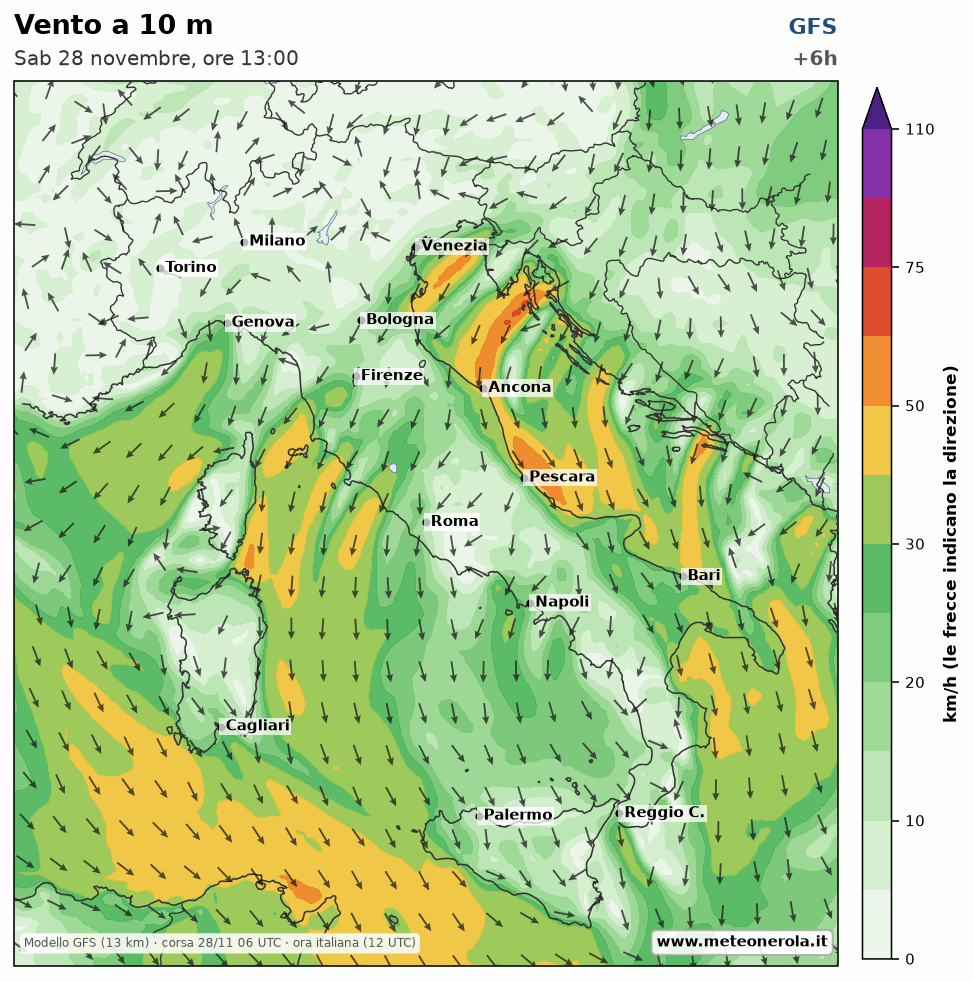 Vento a 10 m
GFS
Sab 28 novembre, ore 13:00
+6h
110
75
50
30
20
10
0
km/h (le frecce indicano la direzione)
Venezia
Milano
Torino
Bologna
Genova
Firenze
Ancona
Pescara
Roma
Bari
Napoli
Cagliari
Palermo
Reggio C.
Modello GFS (13 km) · corsa 28/11 06 UTC · ora italiana (12 UTC)
www.meteonerola.it